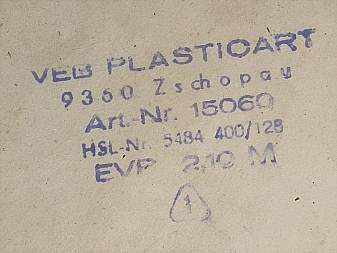 VEB PLASTICART
9360 Zschopau
Art.-Nr. 15060
HSL-Nr. 5484 400/128
EVP 2,10 M
1